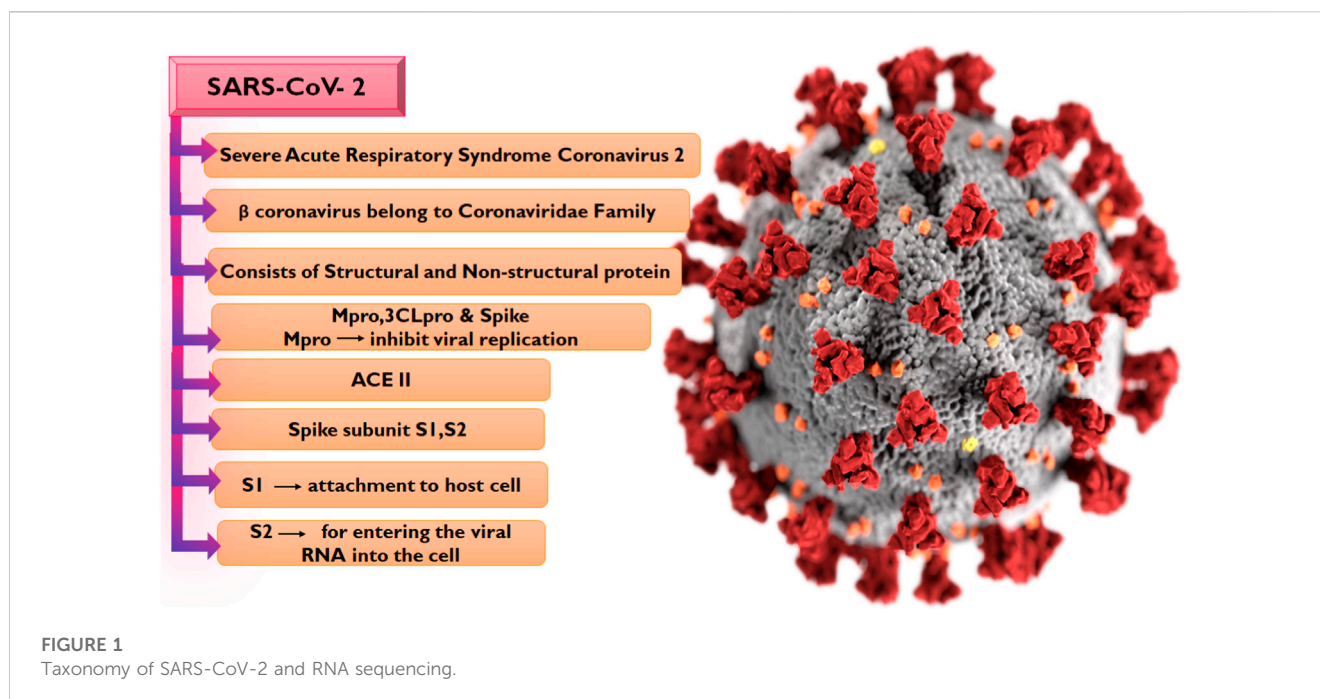 SARS-CoV- 2
Severe Acute Respiratory Syndrome Coronavirus 2
β coronavirus belong to Coronaviridae Family
Consists of Structural and Non-structural protein
Mpro,3CLpro & Spike
Mpro → inhibit viral replication
ACE II
Spike subunit S1,S2
S1 → attachment to host cell
S2 → for entering the viral
RNA into the cell
FIGURE 1
Taxonomy of SARS-CoV-2 and RNA sequencing.